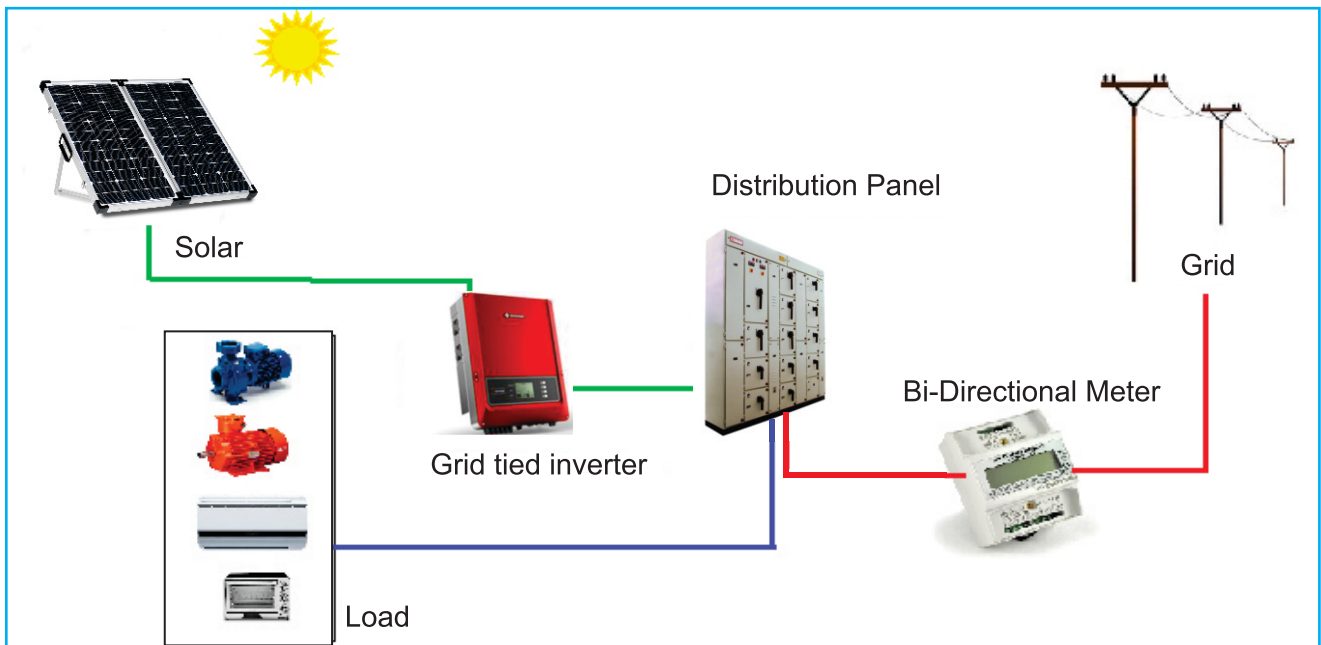 Distribution Panel
Solar
Grid
Bi-Directional Meter
Grid tied inverter
Load